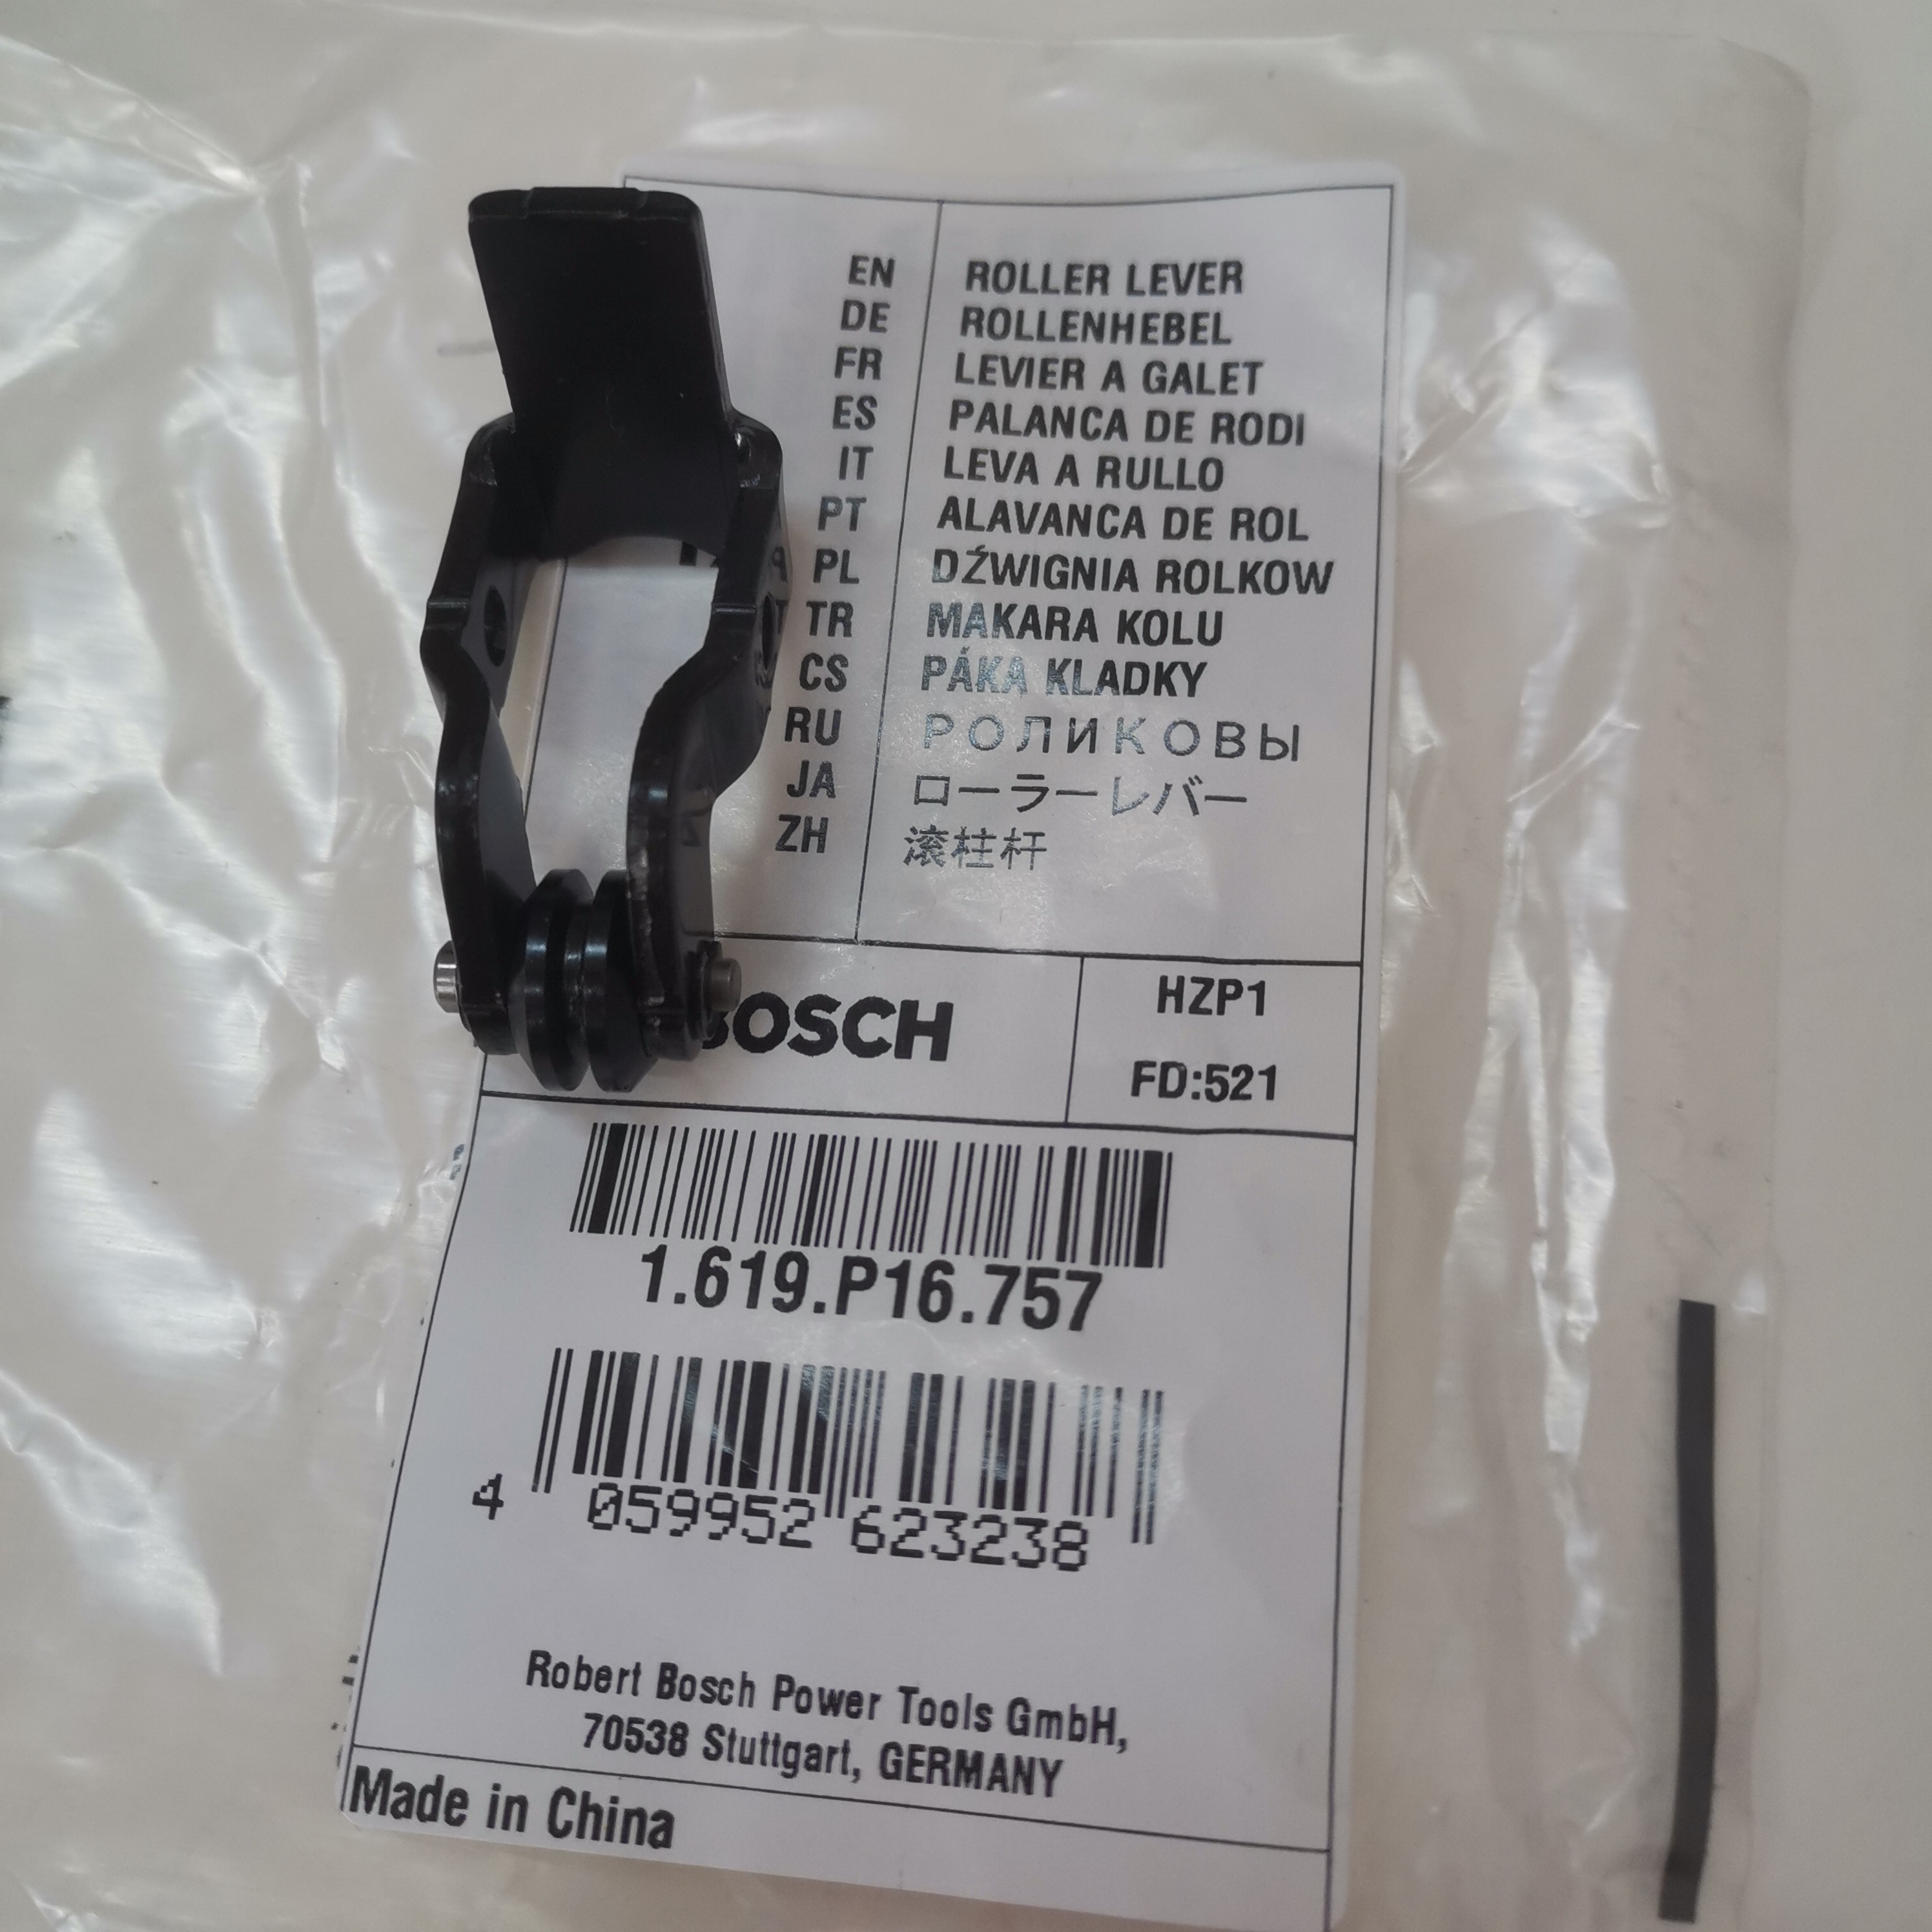 EN ROLLER LEVER
DE ROLLENHEBEL
FR LEVIER A GALET
ES PALANCA DE RODI
IT LEVA A RULLO
PT ALAVANCA DE ROL
PL DŹWIGNIA ROLKOW
TR MAKARA KOLU
CS PÁKA KLADKY
RU РОЛИКОВЫ
JA ローラーレバー
ZH 滚柱杆
BOSCH
HZP1
FD:521
1.619.P16.757
4 059952 623238
Robert Bosch Power Tools GmbH,
70538 Stuttgart, GERMANY
Made in China